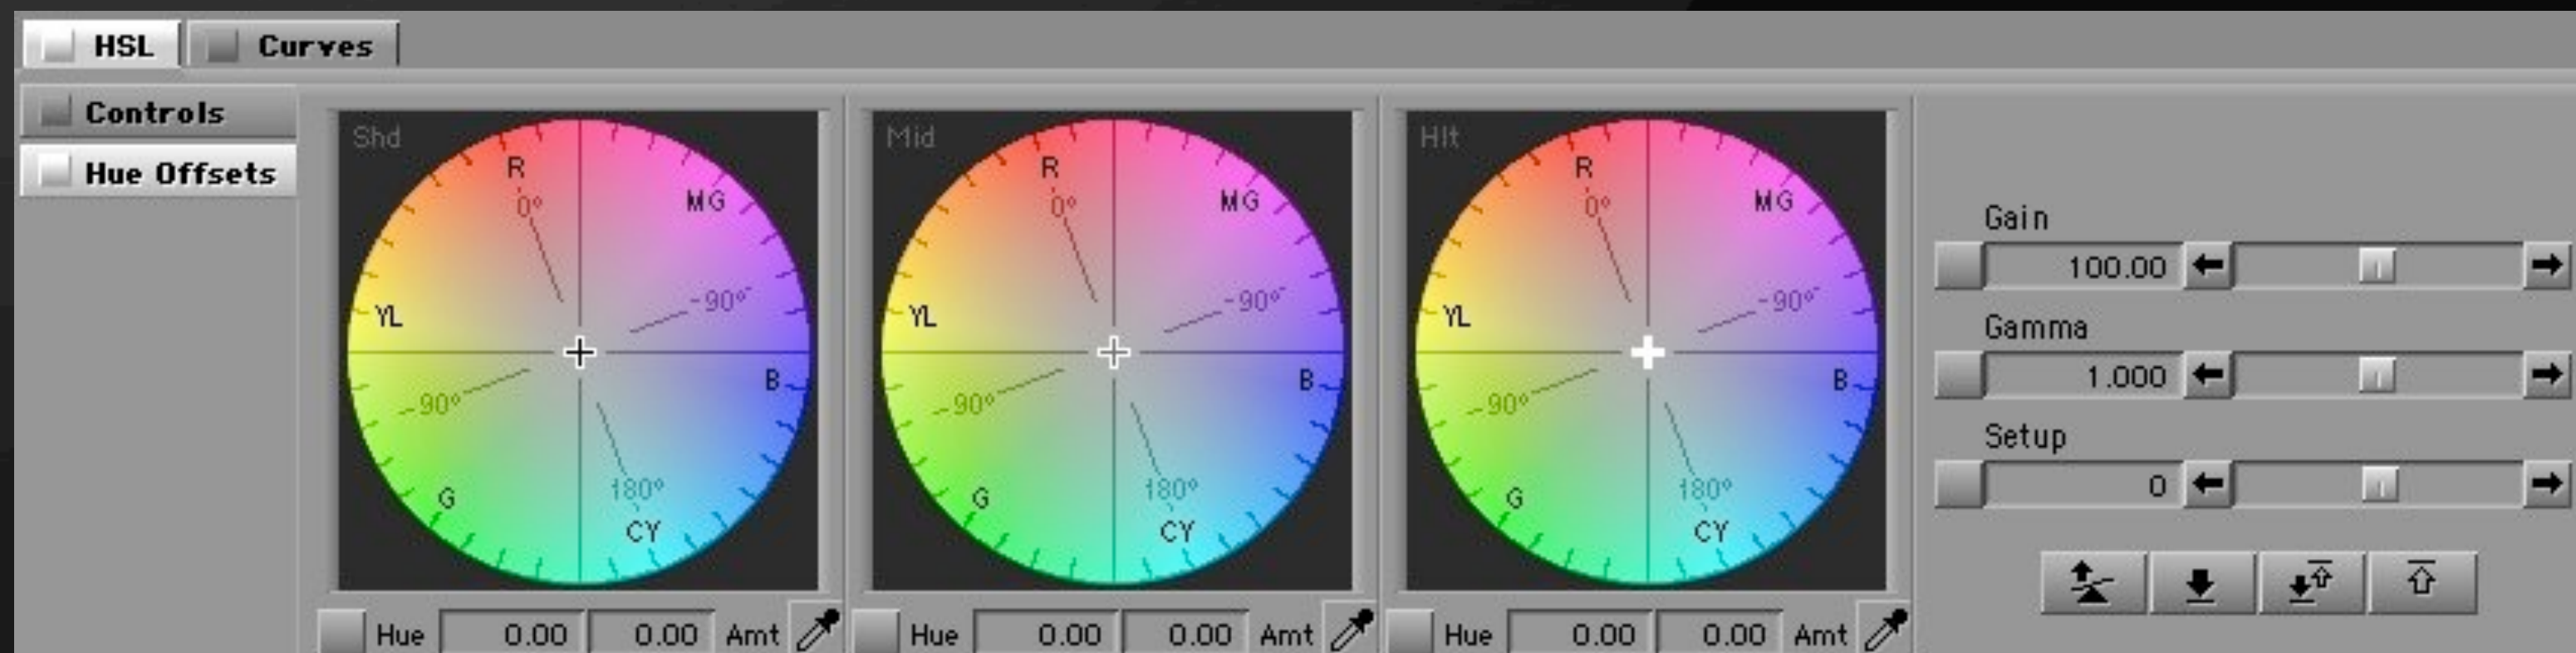 HSL
Curves
Controls
Hue Offsets
Shd
R
0°
MG
-90°
YL
B
-90°
G
180°
CY
Hue 0.00 0.00 Amt
Mid
R
0°
MG
-90°
YL
B
-90°
G
180°
CY
Hue 0.00 0.00 Amt
Hlt
R
0°
MG
-90°
YL
B
-90°
G
180°
CY
Hue 0.00 0.00 Amt
Gain
100.00
Gamma
1.000
Setup
0